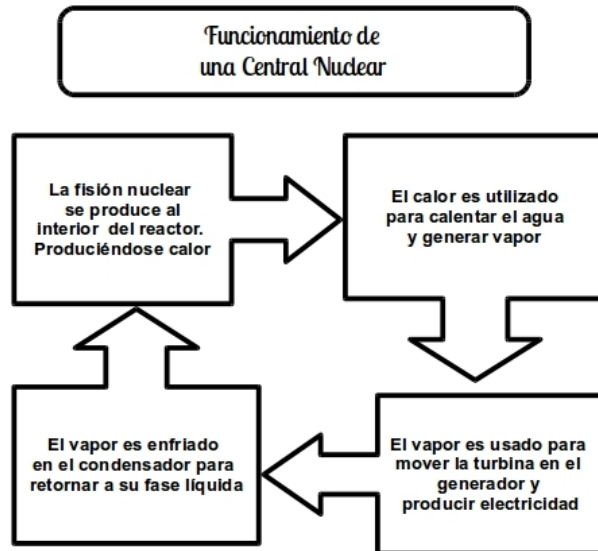 Funcionamiento de
una Central Nuclear
La fisión nuclear
se produce al
interior del reactor.
Produciéndose calor
El calor es utilizado
para calentar el agua
y generar vapor
El vapor es usado para
mover la turbina en el
generador y
producir electricidad
El vapor es enfriado
en el condensador para
retornar a su fase líquida